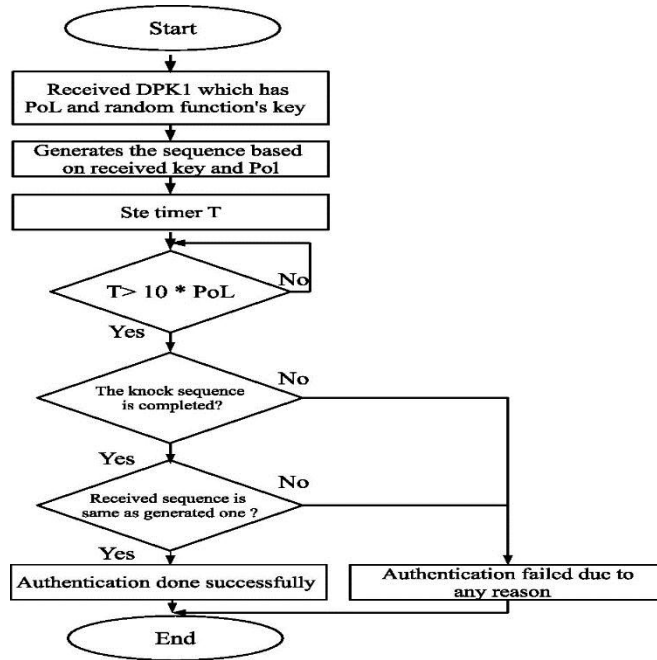 Start
Received DPK1 which has
PoL and random function's key
Generates the sequence based
on received key and Pol
Ste timer T
No
T> 10 * PoL
Yes
No
The knock sequence
is completed?
Yes
No
Received sequence is
same as generated one ?
Yes
Authentication done successfully
Authentication failed due to
any reason
End